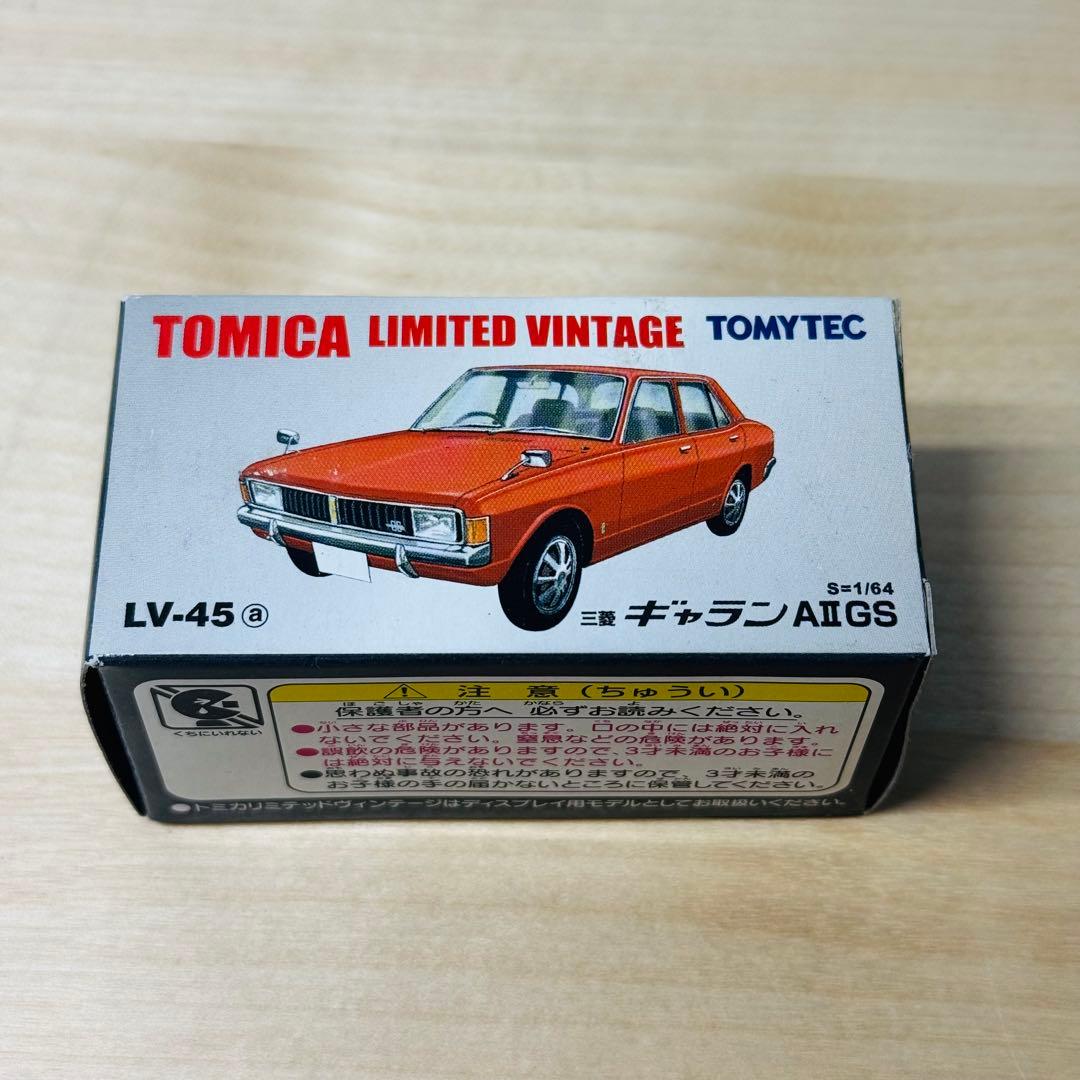 TOMICA LIMITED VINTAGE TOMYTEC
S=1/64
LV-45 ⓐ 三菱 ギャランAⅡGS
⚠ 注 意 (ちゅうい)
保護者の方へ 必ずお読みください。
●小さな部品があります。口の中には絶対に入れ
ないでください。窒息などの危険があります。
●誤飲の危険がありますので、3才未満のお子様に
は絶対に与えないでください。
●思わぬ事故の恐れがありますので、3才未満の
お子様の手の届かないところに保管してください。
くちにいれない
●トミカリミテッドヴィンテージはディスプレイ用モデルとしてお取扱いください。